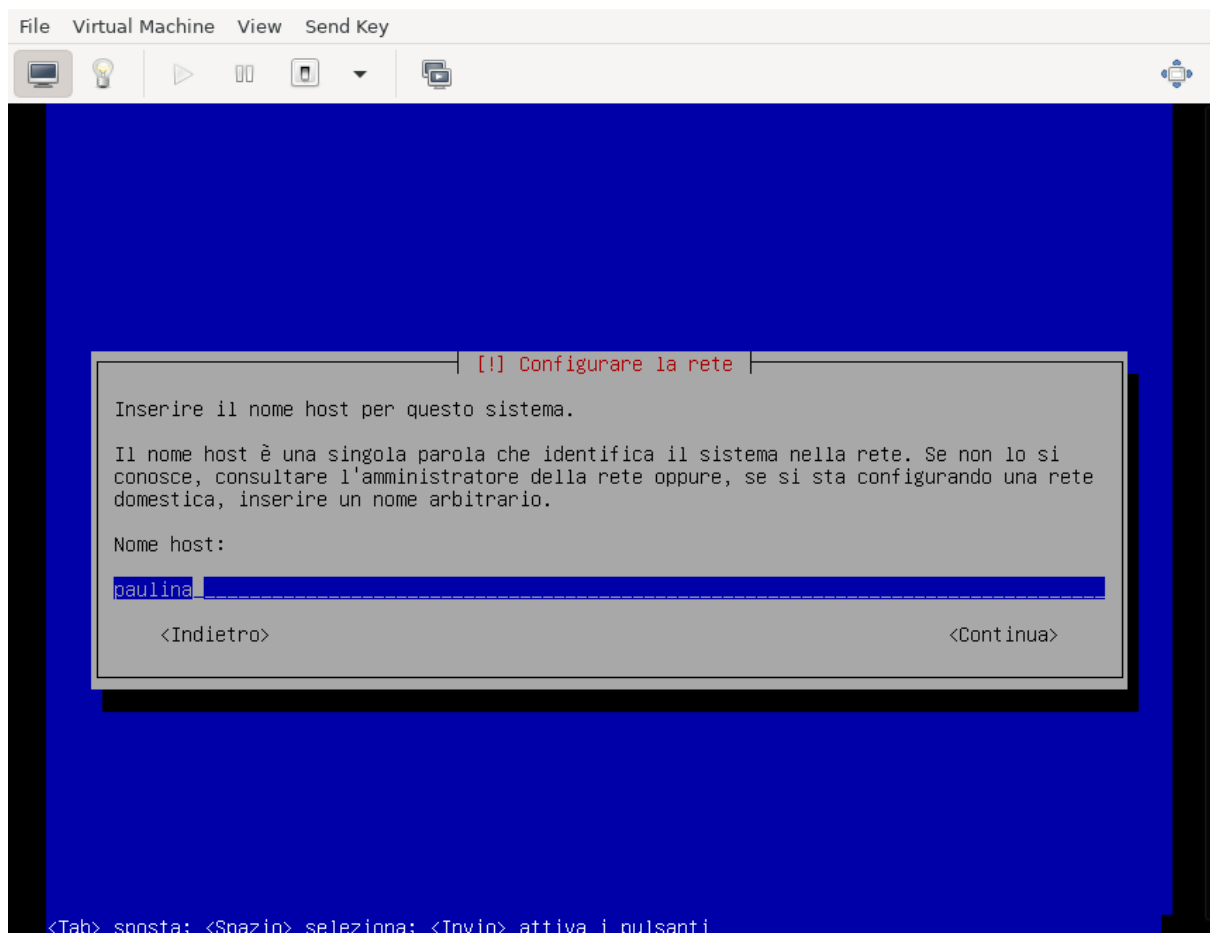 File Virtual Machine View Send Key
[!] Configurare la rete
Inserire il nome host per questo sistema.
Il nome host è una singola parola che identifica il sistema nella rete. Se non lo si
conosce, consultare l'amministratore della rete oppure, se si sta configurando una rete
domestica, inserire un nome arbitrario.
Nome host:
paulina
<Indietro> <Continua>
<Tab> sposta; <Spazio> seleziona; <Invio> attiva i pulsanti